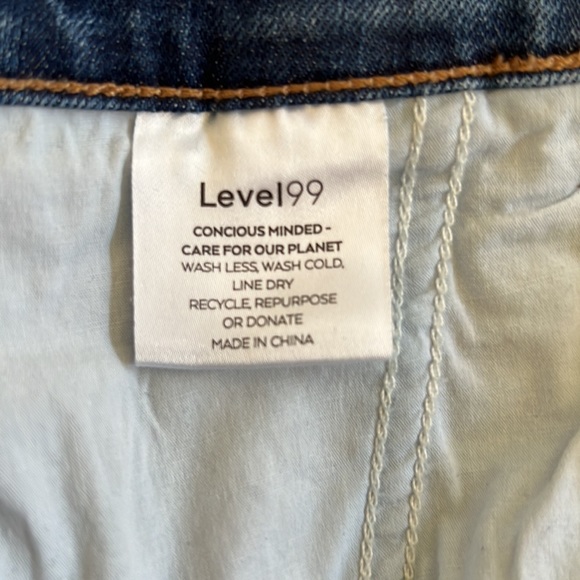 Level99
CONCIOUS MINDED -
CARE FOR OUR PLANET
WASH LESS, WASH COLD,
LINE DRY
RECYCLE, REPURPOSE
OR DONATE
MADE IN CHINA